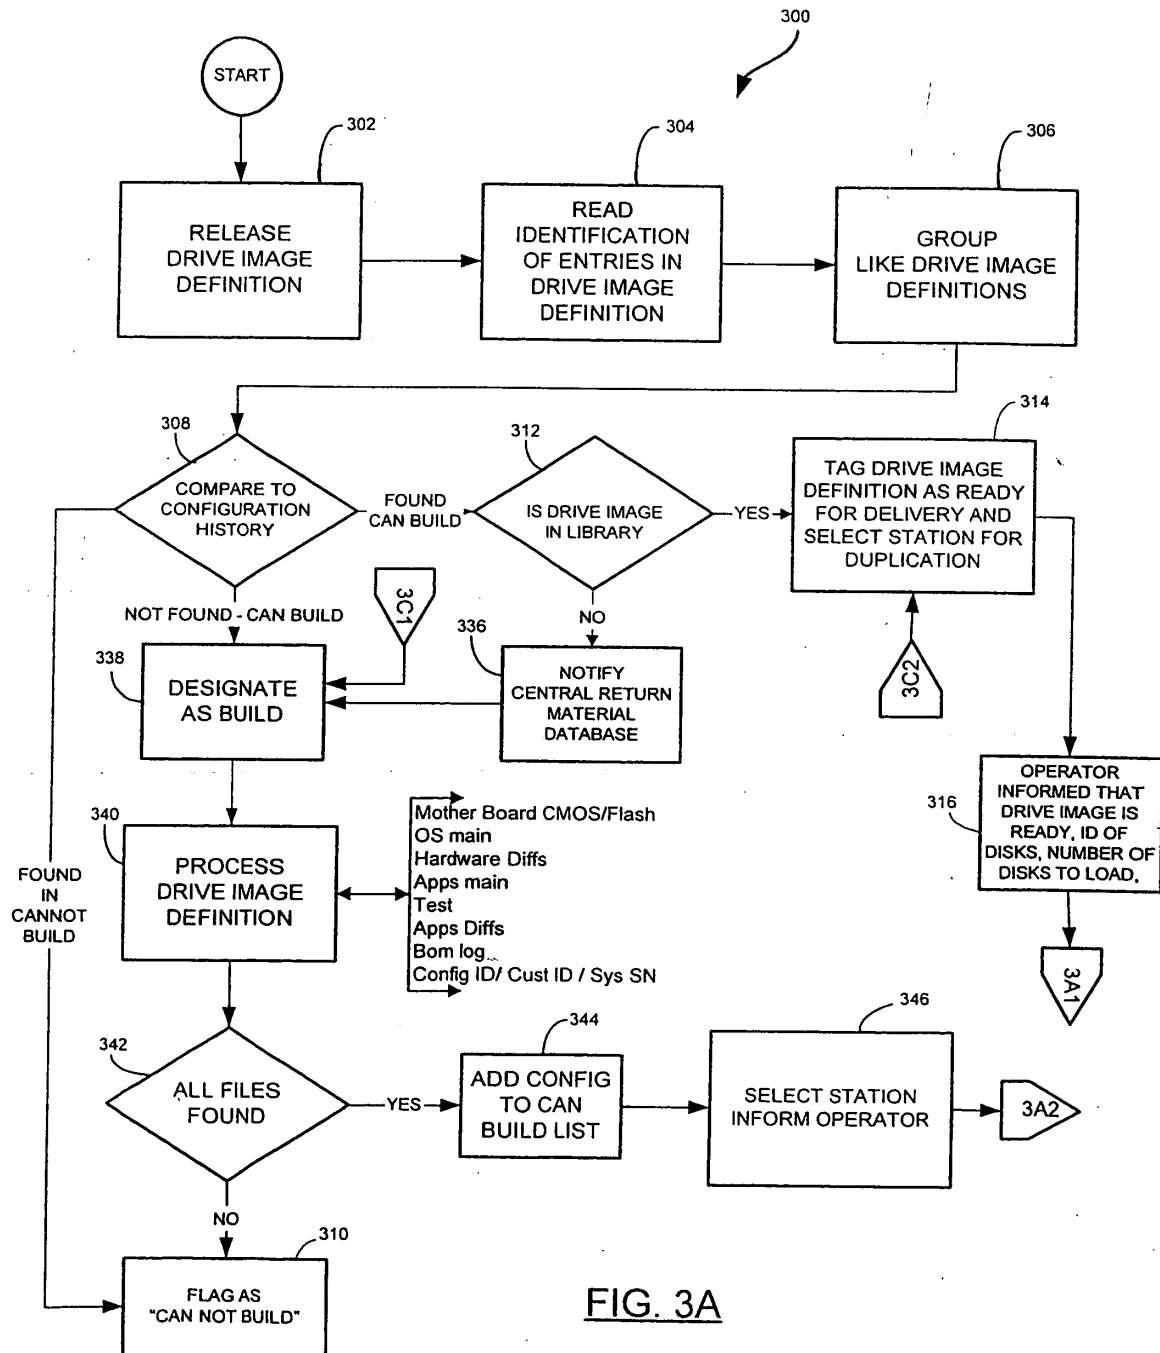 300
START
302
RELEASE
DRIVE IMAGE
DEFINITION
304
READ
IDENTIFICATION
OF ENTRIES IN
DRIVE IMAGE
DEFINITION
306
GROUP
LIKE DRIVE IMAGE
DEFINITIONS
308
COMPARE TO
CONFIGURATION
HISTORY
FOUND
CAN BUILD
312
IS DRIVE IMAGE
IN LIBRARY
YES
314
TAG DRIVE IMAGE
DEFINITION AS READY
FOR DELIVERY AND
SELECT STATION FOR
DUPLICATION
NOT FOUND - CAN BUILD
3C1
NO
3C2
338
DESIGNATE
AS BUILD
336
NOTIFY
CENTRAL RETURN
MATERIAL
DATABASE
316
OPERATOR
INFORMED THAT
DRIVE IMAGE IS
READY, ID OF
DISKS, NUMBER OF
DISKS TO LOAD.
3A1
FOUND
IN
CANNOT
BUILD
340
PROCESS
DRIVE IMAGE
DEFINITION
Mother Board CMOS/Flash
OS main
Hardware Diffs
Apps main
Test
Apps Diffs
Bom log
Config ID/ Cust ID / Sys SN
342
ALL FILES
FOUND
YES
344
ADD CONFIG
TO CAN
BUILD LIST
346
SELECT STATION
INFORM OPERATOR
3A2
NO
310
FLAG AS
"CAN NOT BUILD"
FIG. 3A